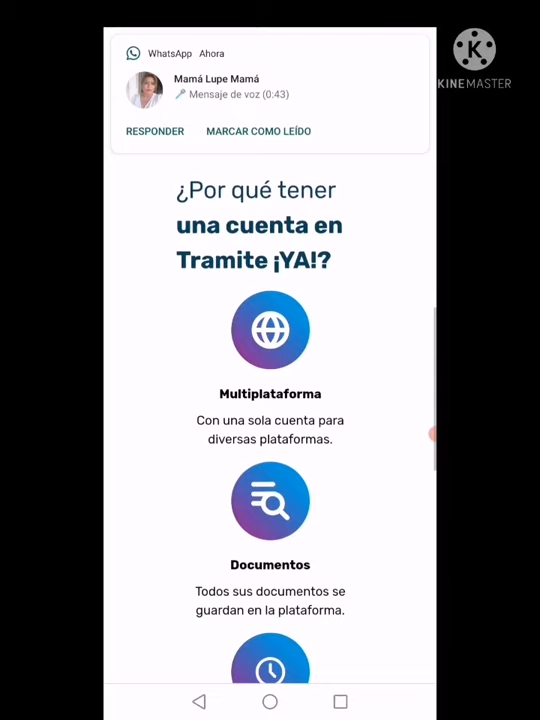 WhatsApp Ahora
Mamá Lupe Mamá
🎤 Mensaje de voz (0:43)
RESPONDER MARCAR COMO LEÍDO
KINEMASTER
¿Por qué tener
una cuenta en
Tramite ¡YA!?
Multiplataforma
Con una sola cuenta para
diversas plataformas.
Documentos
Todos sus documentos se
guardan en la plataforma.